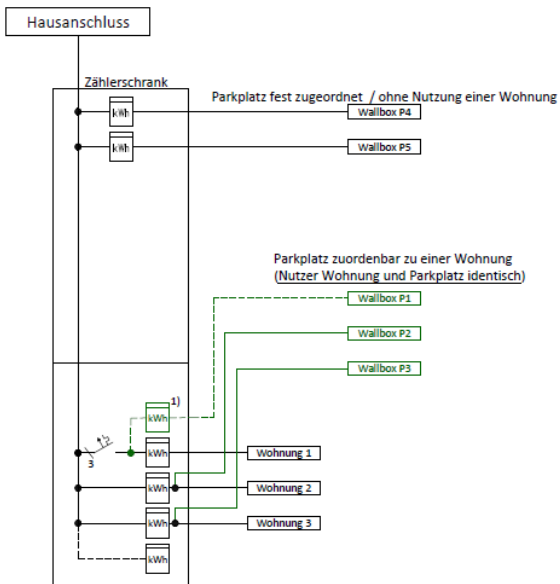 Hausanschluss
Zählerschrank
Parkplatz fest zugeordnet / ohne Nutzung einer Wohnung
kWh
Wallbox P4
kWh
Wallbox P5
Parkplatz zuordenbar zu einer Wohnung
(Nutzer Wohnung und Parkplatz identisch)
Wallbox P1
Wallbox P2
Wallbox P3
1)
kWh
3
kWh
Wohnung 1
kWh
Wohnung 2
kWh
Wohnung 3
kWh